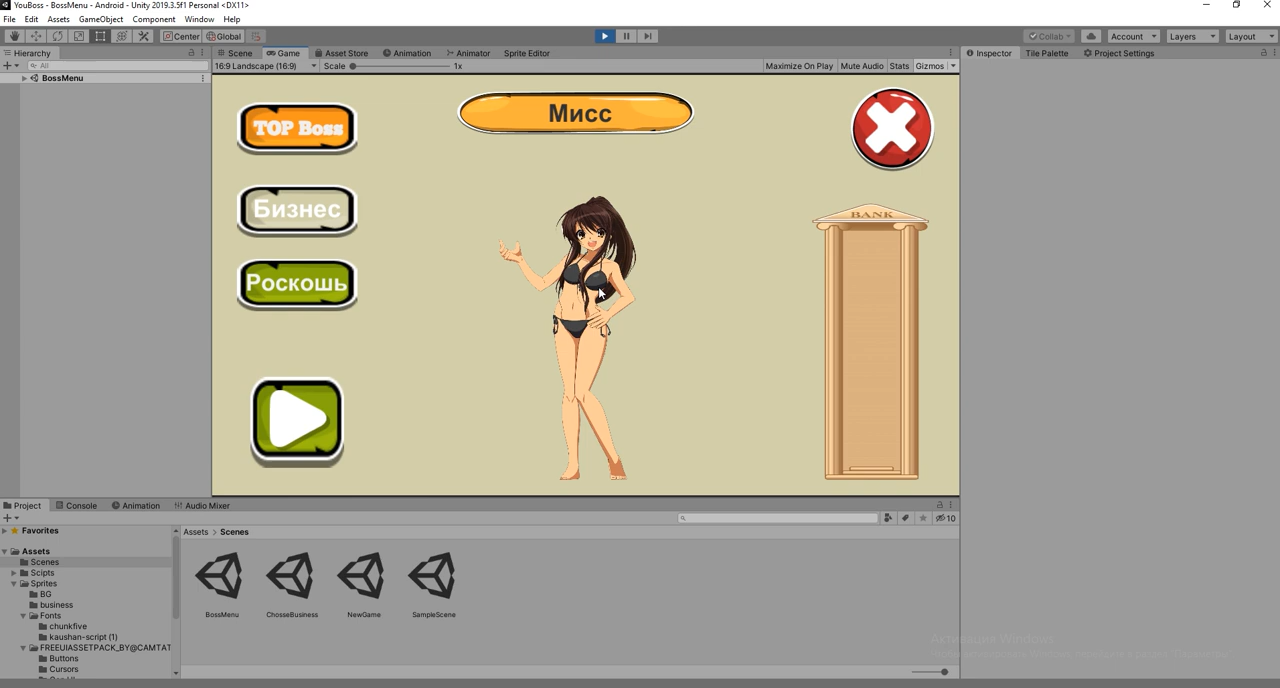 YouBoss - BossMenu - Android - Unity 2019.3.5f1 Personal <DX11>
File Edit Assets GameObject Component Window Help
Center Global Collab Account Layers Layout
Hierarchy Scene Game Asset Store Animation Animator Sprite Editor Inspector Tile Palette Project Settings
All 16:9 Landscape (16:9) Scale 1x Maximize On Play Mute Audio Stats Gizmos
BossMenu
TOP Boss
Мисс
Бизнес
BANK
Роскошь
Project Console Animation Audio Mixer
10
Favorites
Assets > Scenes
Assets
Scenes
Scipts
Sprites
BG
business
Fonts
chunkfive
kaushan-script (1)
FREEUIASSETPACK_BY@CAMTAT
Buttons
Cursors
BossMenu ChosseBusiness NewGame SampleScene
Активация Windows